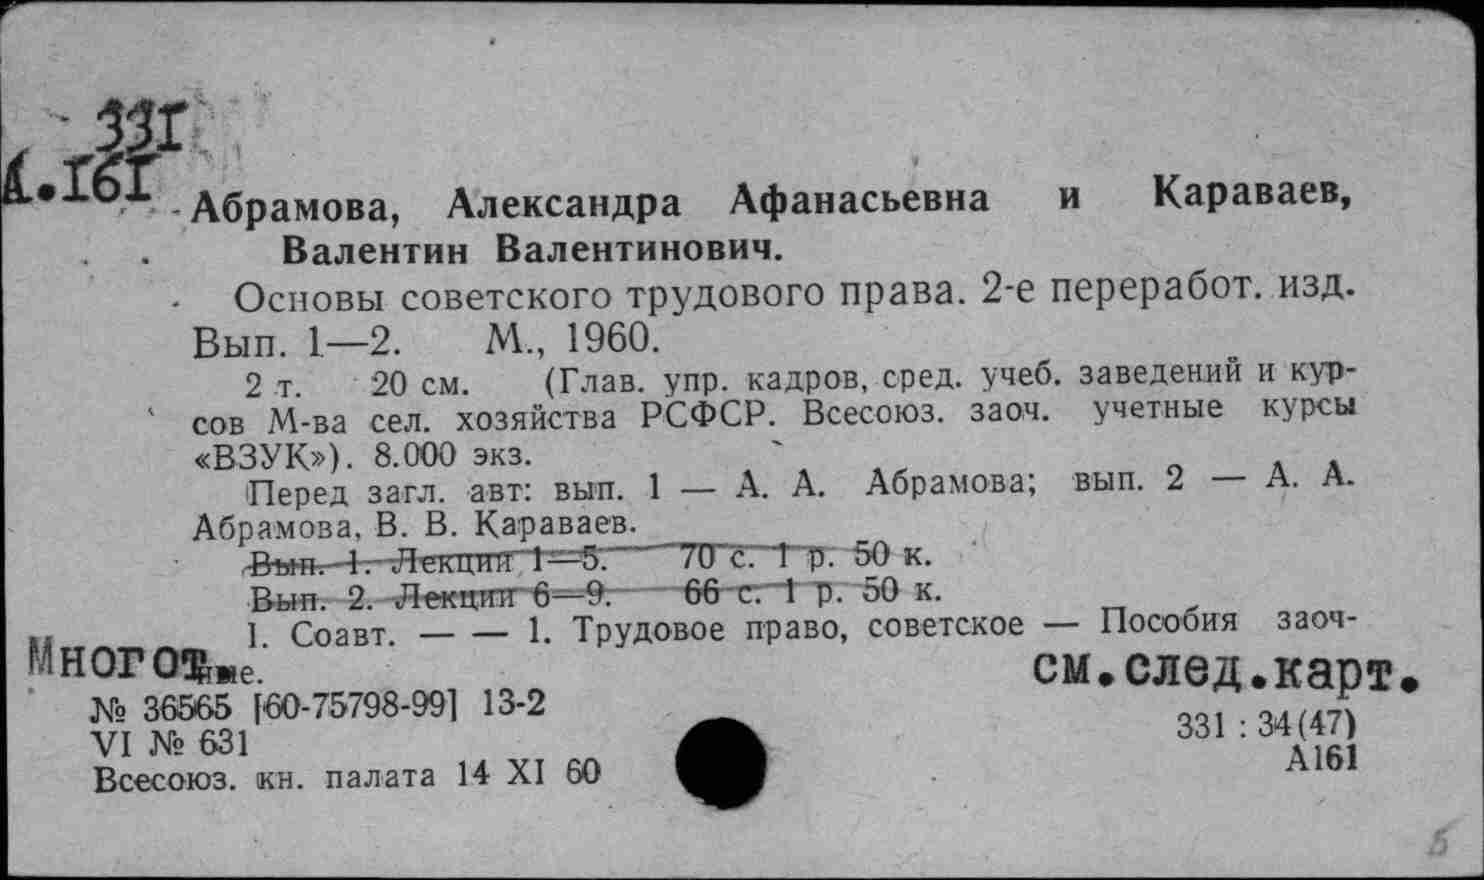 331
А.161
Абрамова, Александра Афанасьевна и Караваев,
Валентин Валентинович.
Основы советского трудового права. 2-е переработ. изд.
Вып. 1—2. М., 1960.
2 т. 20 см. (Глав. упр. кадров, сред. учеб. заведений и кур-
сов М-ва сел. хозяйства РСФСР. Всесоюз. заоч. учетные курсы
«ВЗУК»). 8.000 экз.
Перед загл. авт: вып. 1 — А. А. Абрамова; вып. 2 — А. А.
Абрамова, В. В. Караваев.
Вып. 1. Лекции 1—5. 70 с. 1 р. 50 к.
Вып. 2. Лекции 6—9. 66 с. 1 р. 50 к.
1. Соавт. — — 1. Трудовое право, советское — Пособия заоч-
см.след.карт.
№ 36565 [60-75798-99] 13-2
331 : 34(47)
VI № 631
А161
Всесоюз. кн. палата 14 XI 60
5